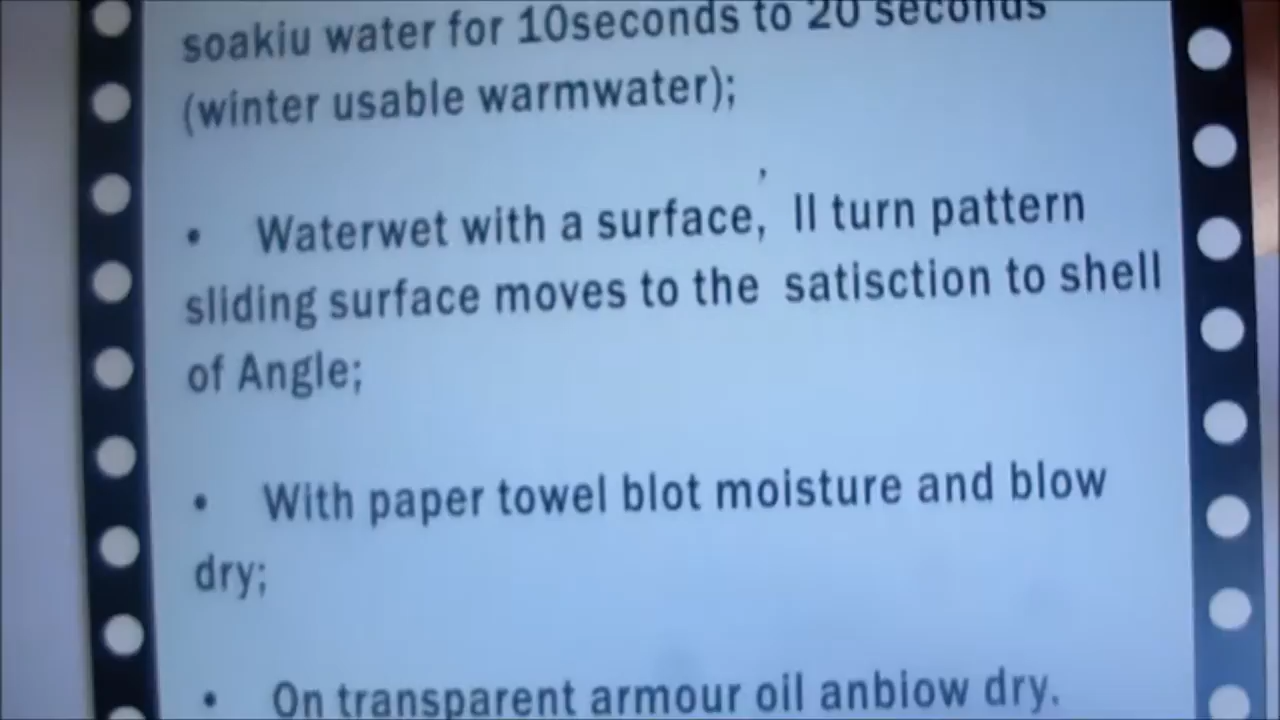 soakiu water for 10seconds to 20 seconds
(winter usable warmwater);
• Waterwet with a surface,  ll turn pattern
sliding surface moves to the  satisction to shell
of Angle;
• With paper towel blot moisture and blow
dry;
• On transparent armour oil anbiow dry.